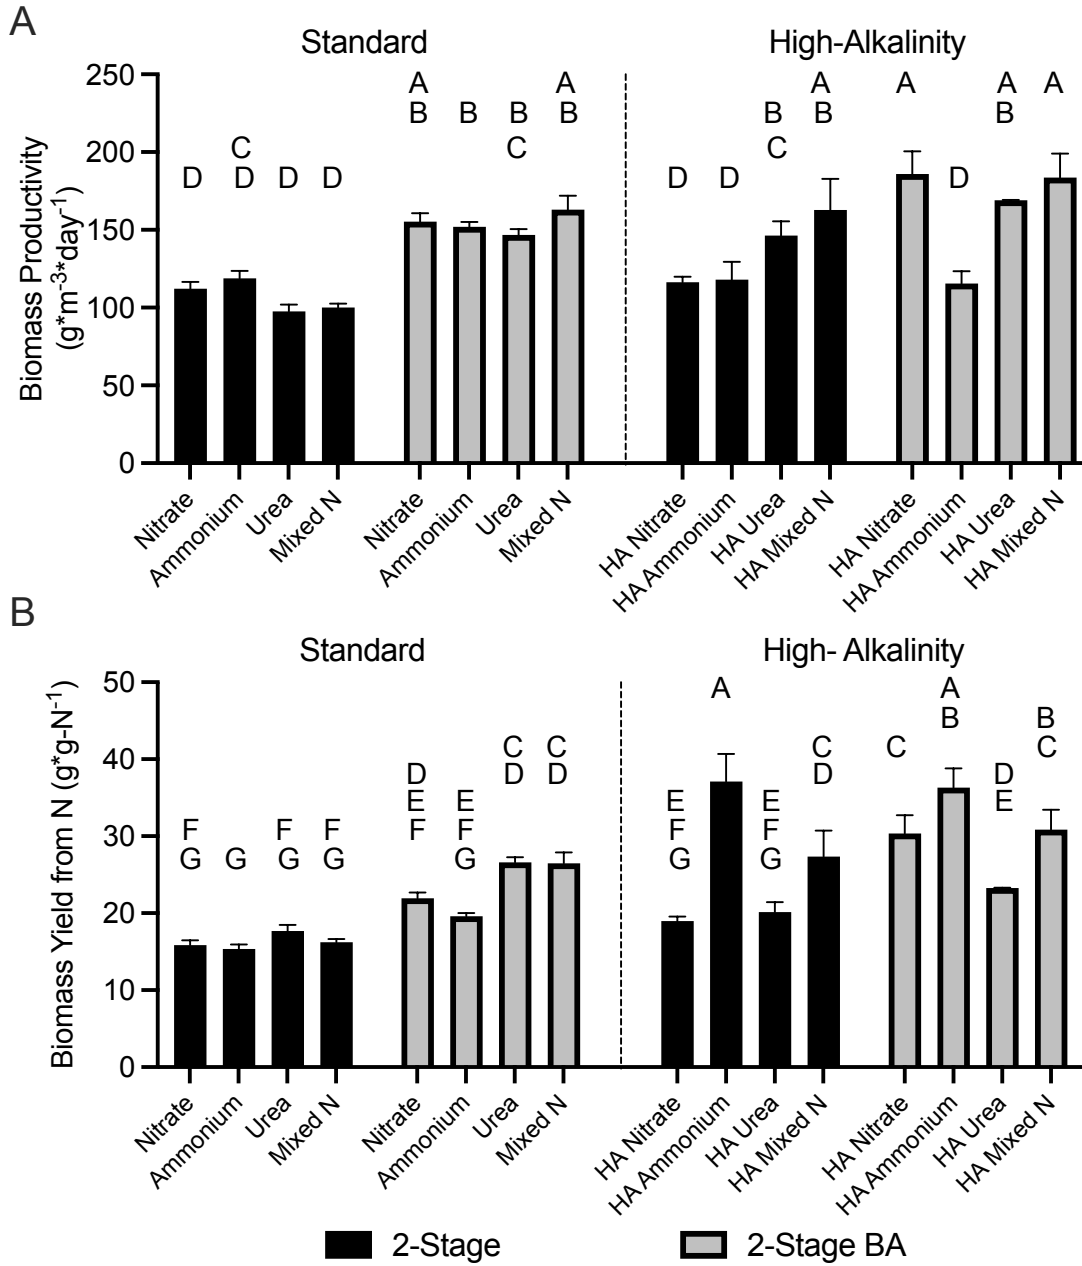 A
Standard
High-Alkalinity
Biomass Productivity
(g*m-3*day-1)
250
200
150
100
50
0
D
C
D
D
D
A
B
B
B
C
A
B
D
D
B
C
A
B
A
D
A
B
A
Nitrate
Ammonium
Urea
Mixed N
Nitrate
Ammonium
Urea
Mixed N
HA Nitrate
HA Ammonium
HA Urea
HA Mixed N
HA Nitrate
HA Ammonium
HA Urea
HA Mixed N
B
Standard
High- Alkalinity
Biomass Yield from N (g*g-N-1)
50
40
30
20
10
0
F
G
G
F
G
F
G
D
E
F
E
F
G
C
D
C
D
E
F
G
A
E
F
G
C
D
C
A
B
D
E
B
C
Nitrate
Ammonium
Urea
Mixed N
Nitrate
Ammonium
Urea
Mixed N
HA Nitrate
HA Ammonium
HA Urea
HA Mixed N
HA Nitrate
HA Ammonium
HA Urea
HA Mixed N
2-Stage
2-Stage BA